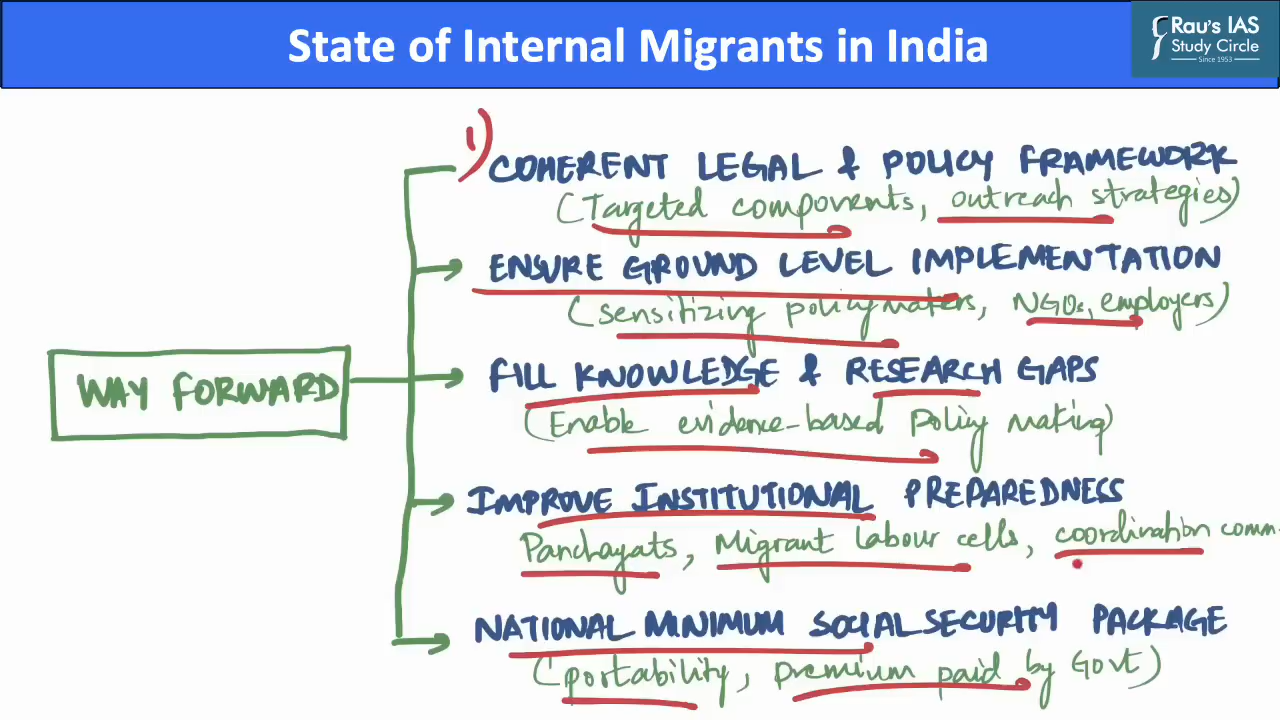 State of Internal Migrants in India
Rau's IAS
Study Circle
Since 1953
1)
COHERENT LEGAL & POLICY FRAMEWORK
(Targeted components, outreach strategies)
ENSURE GROUND LEVEL IMPLEMENTATION
(sensitizing policymakers, NGOs, employers)
WAY FORWARD
FILL KNOWLEDGE & RESEARCH GAPS
(Enable evidence-based Policy making)
IMPROVE INSTITUTIONAL PREPAREDNESS
Panchayats, Migrant labour cells, coordination comm
NATIONAL MINIMUM SOCIAL SECURITY PACKAGE
(portability, premium paid by Govt)